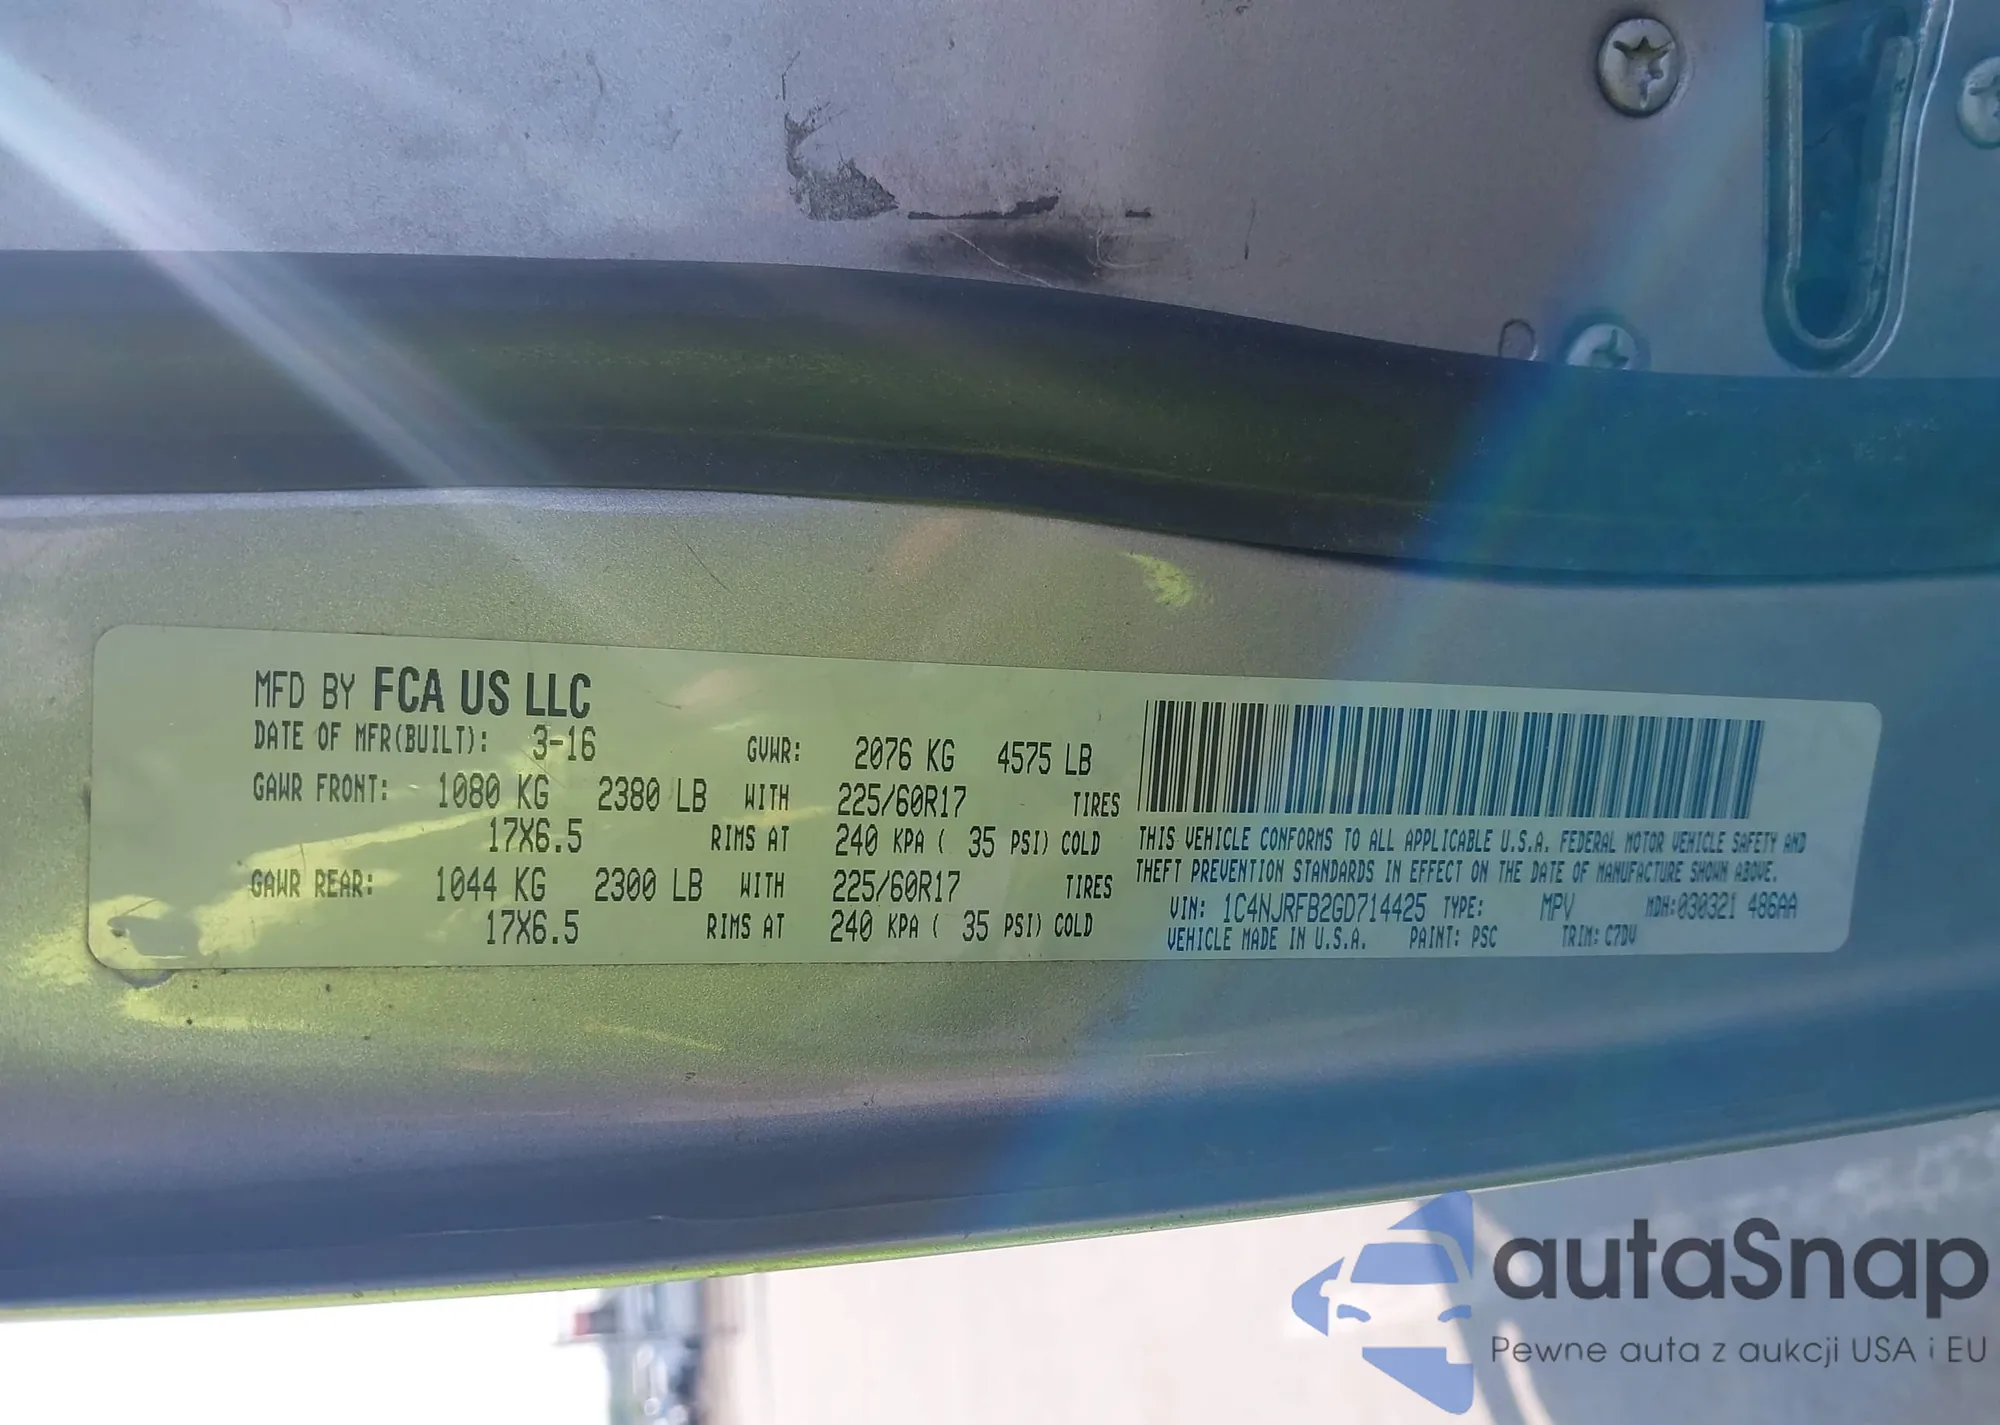 MFD BY FCA US LLC
DATE OF MFR(BUILT): 3-16 GVWR: 2076 KG 4575 LB
GAWR FRONT: 1080 KG 2380 LB WITH 225/60R17 TIRES
17X6.5 RIMS AT 240 KPA ( 35 PSI) COLD
GAWR REAR: 1044 KG 2300 LB WITH 225/60R17 TIRES
17X6.5 RIMS AT 240 KPA ( 35 PSI) COLD
THIS VEHICLE CONFORMS TO ALL APPLICABLE U.S.A. FEDERAL MOTOR VEHICLE SAFETY AND
THEFT PREVENTION STANDARDS IN EFFECT ON THE DATE OF MANUFACTURE SHOWN ABOVE.
VIN: 1C4NJRFB2GD714425 TYPE: MPV MDH:030321 486AA
VEHICLE MADE IN U.S.A. PAINT: PSC TRIM: C7DV
autaSnap
Pewne auta z aukcji USA i EU